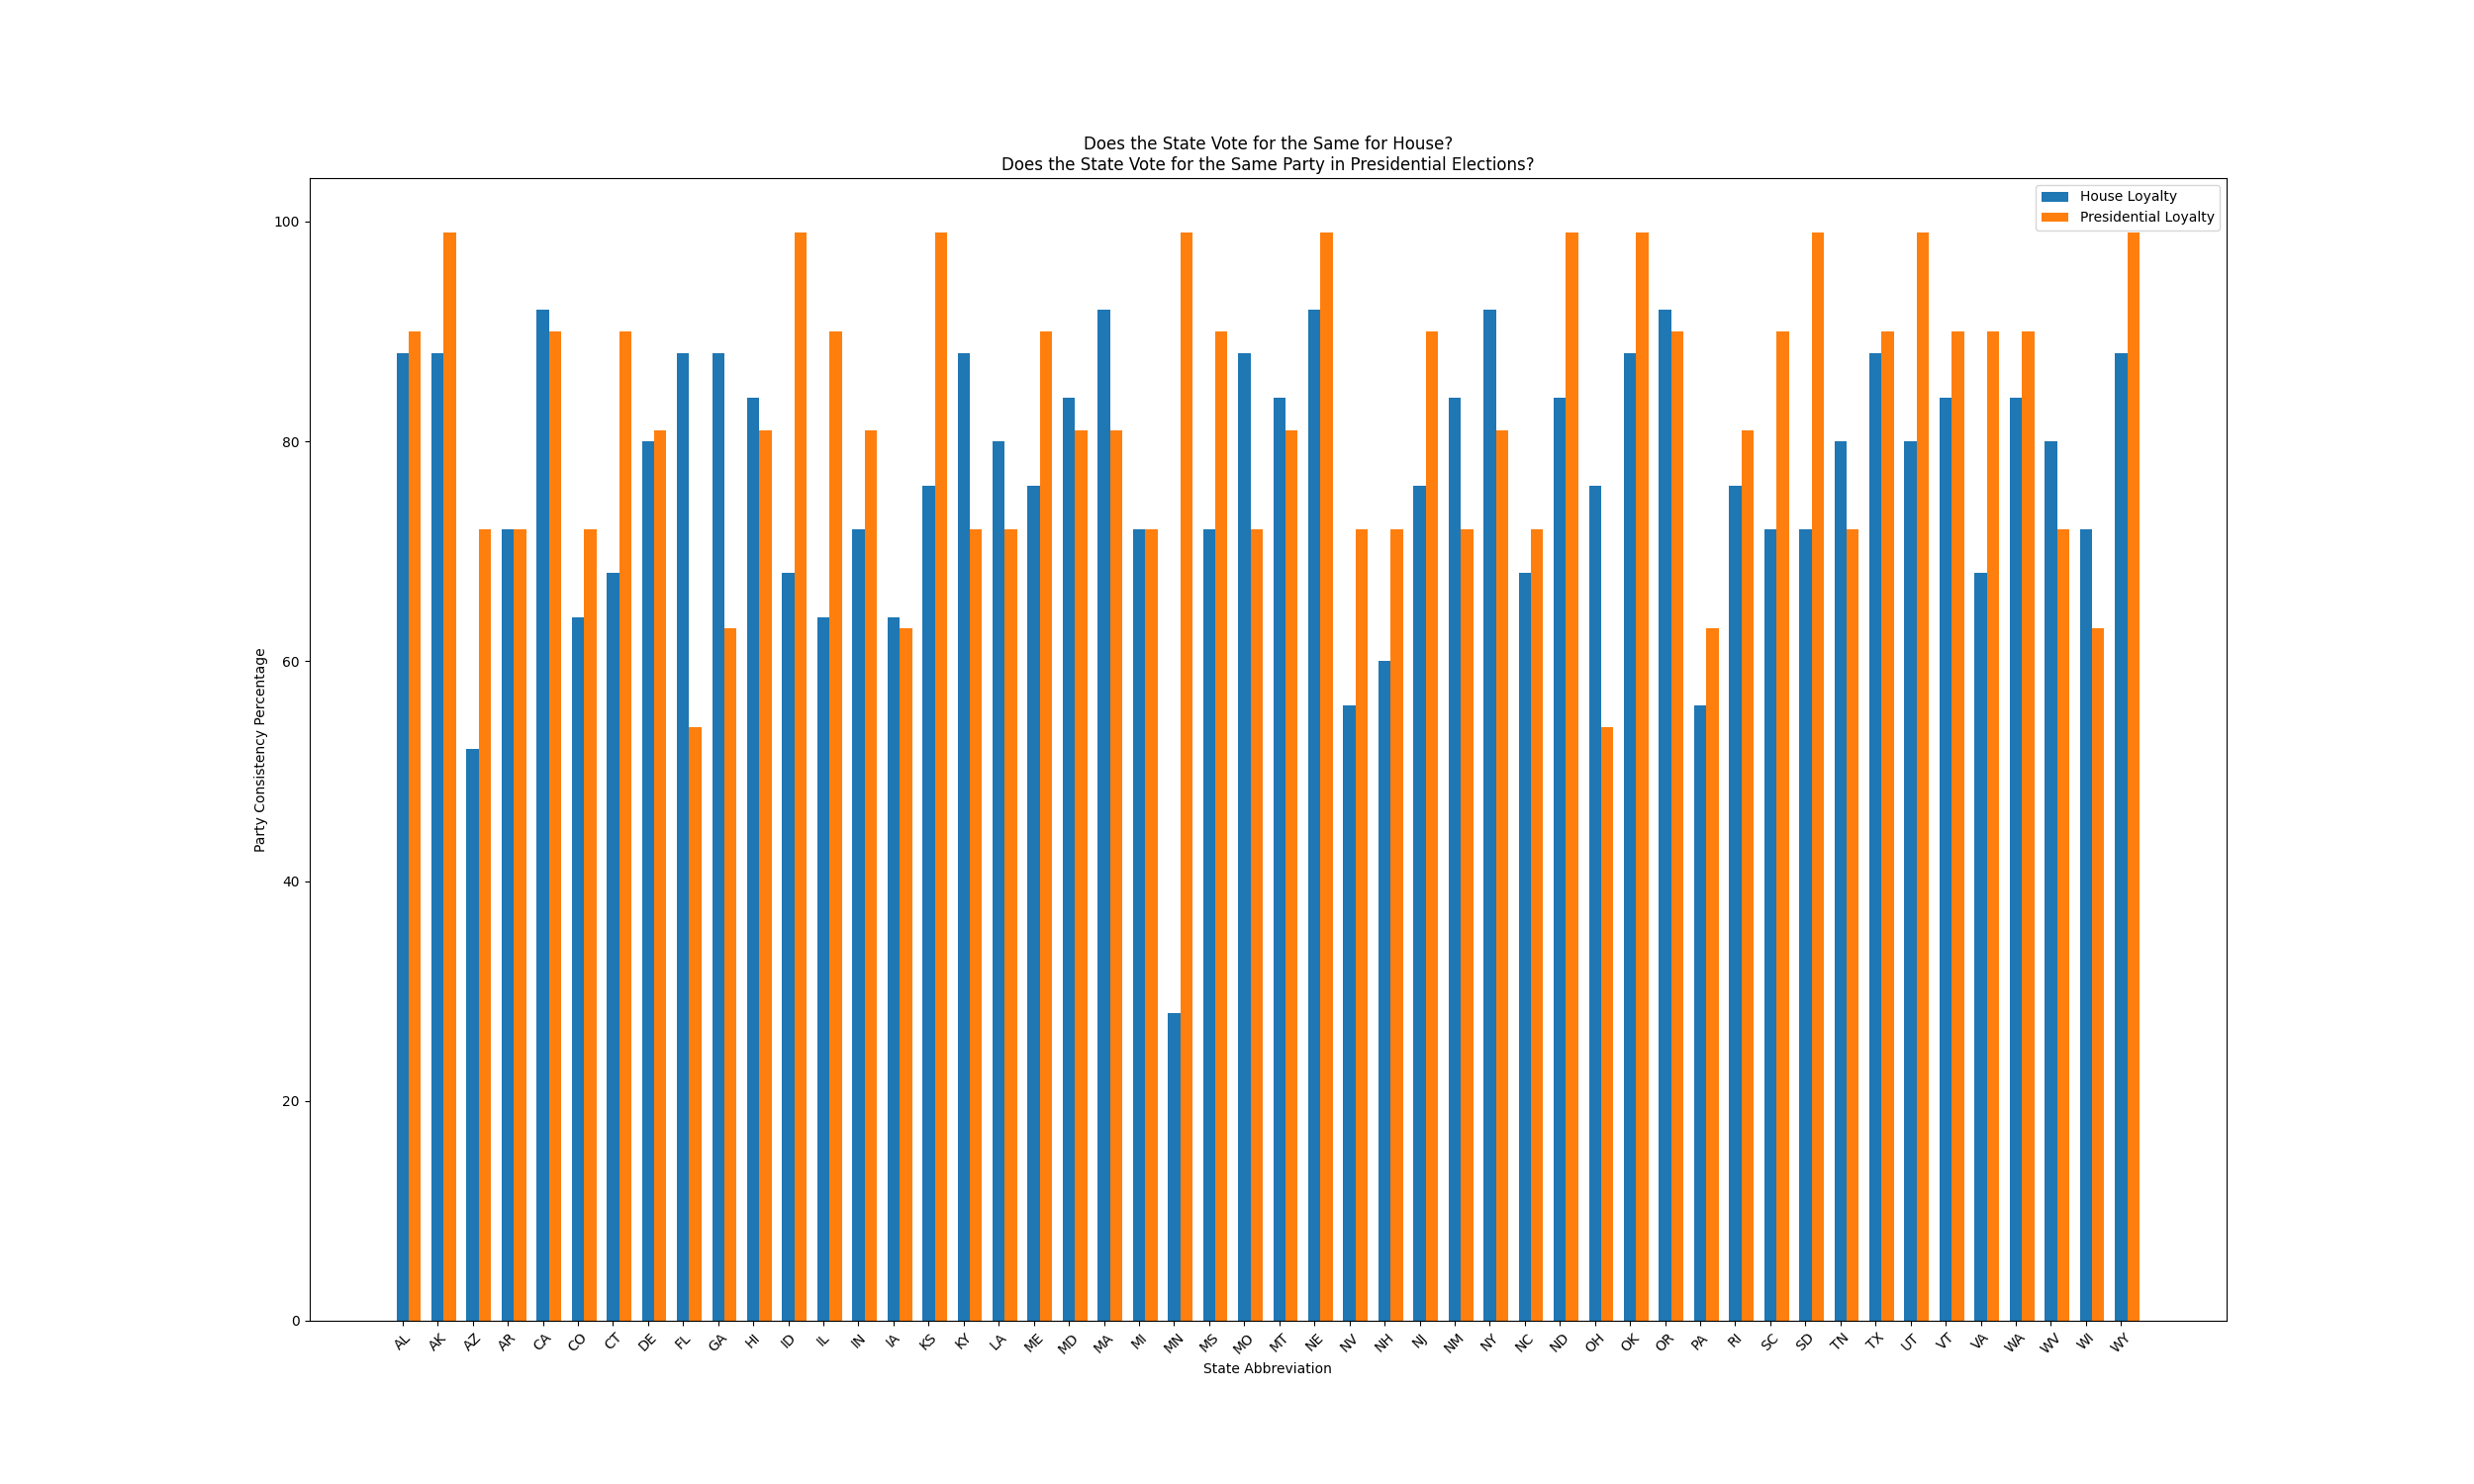 Does the State Vote for the Same for House?
Does the State Vote for the Same Party in Presidential Elections?
House Loyalty
Presidential Loyalty
100
80
60
40
20
0
Party Consistency Percentage
AL AK AZ AR CA CO CT DE FL GA HI ID IL IN IA KS KY LA ME MD MA MI MN MS MO MT NE NV NH NJ NM NY NC ND OH OK OR PA RI SC SD TN TX UT VT VA WA WV WI WY
State Abbreviation